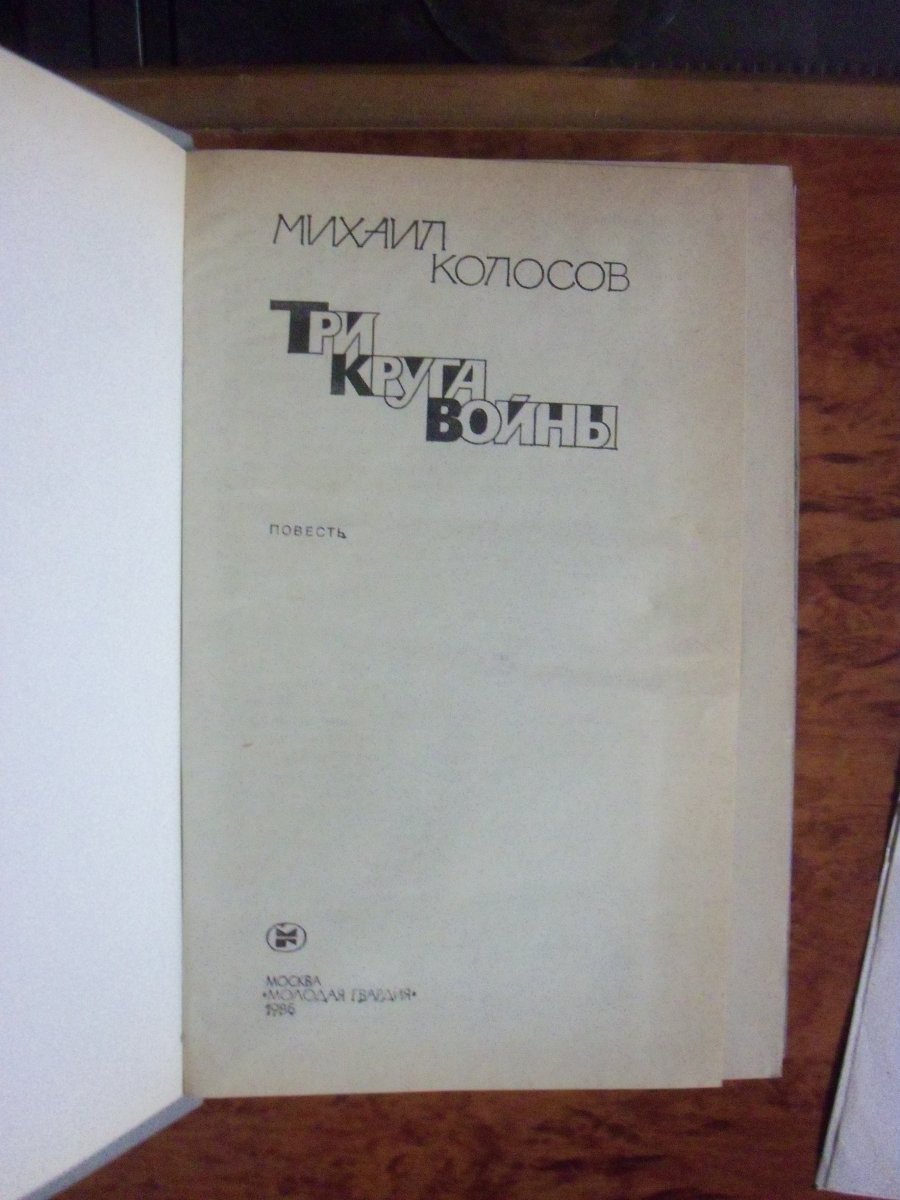 МИХАИЛ
КОЛОСОВ
ТРИ
КРУГА
ВОЙНЫ
ПОВЕСТЬ
МОСКВА
«МОЛОДАЯ ГВАРДИЯ»
1986